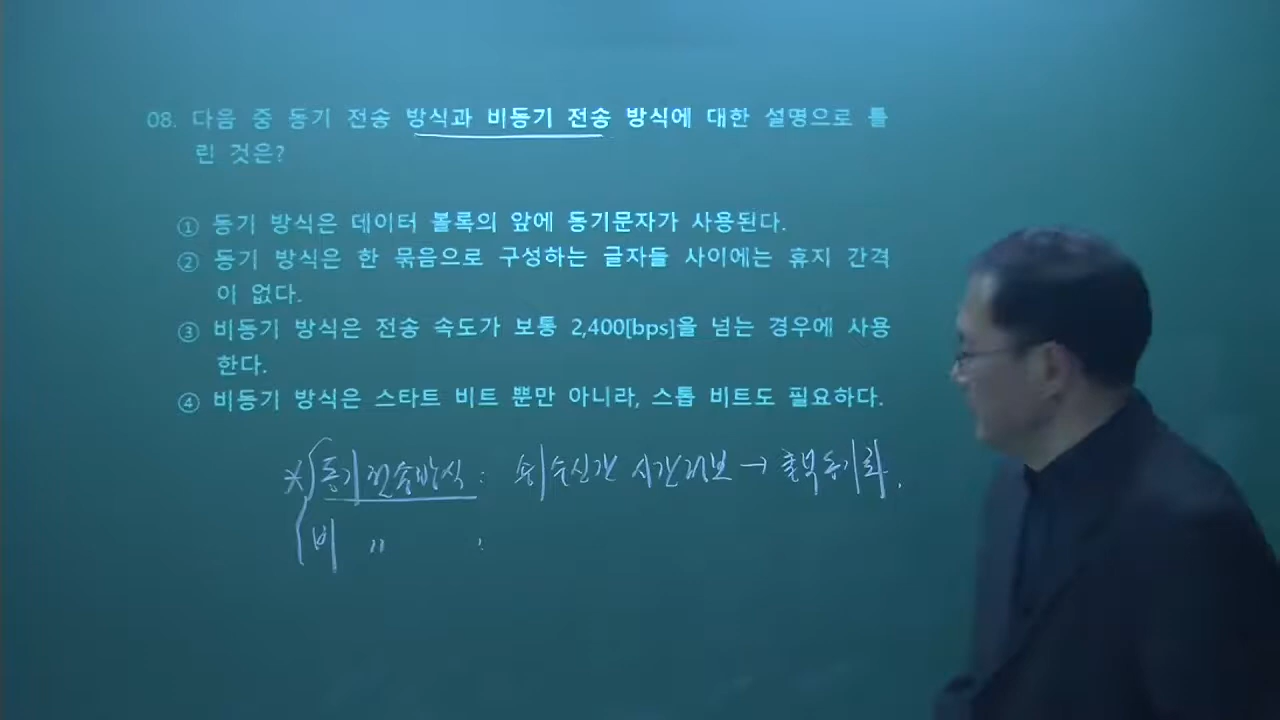 08. 다음 중 동기 전송 방식과 비동기 전송 방식에 대한 설명으로 틀
린 것은?
① 동기 방식은 데이터 블록의 앞에 동기문자가 사용된다.
② 동기 방식은 한 묶음으로 구성하는 글자들 사이에는 휴지 간격
이 없다.
③ 비동기 방식은 전송 속도가 보통 2,400[bps]을 넘는 경우에 사용
한다.
④ 비동기 방식은 스타트 비트 뿐만 아니라, 스톱 비트도 필요하다.
* 동기전송방식 : 송/수신간 시간정보 →
비 〃 :